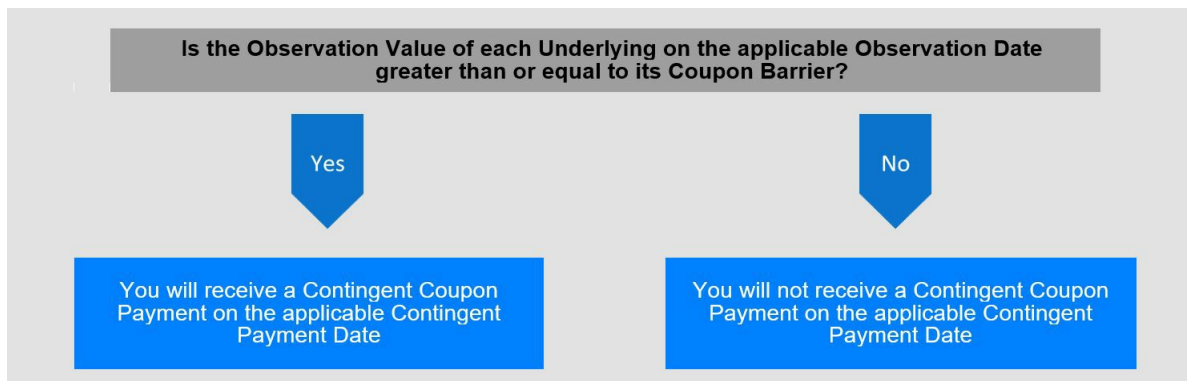 Is the Observation Value of each Underlying on the applicable Observation Date
greater than or equal to its Coupon Barrier?
Yes
No
You will receive a Contingent Coupon
Payment on the applicable Contingent
Payment Date
You will not receive a Contingent Coupon
Payment on the applicable Contingent
Payment Date